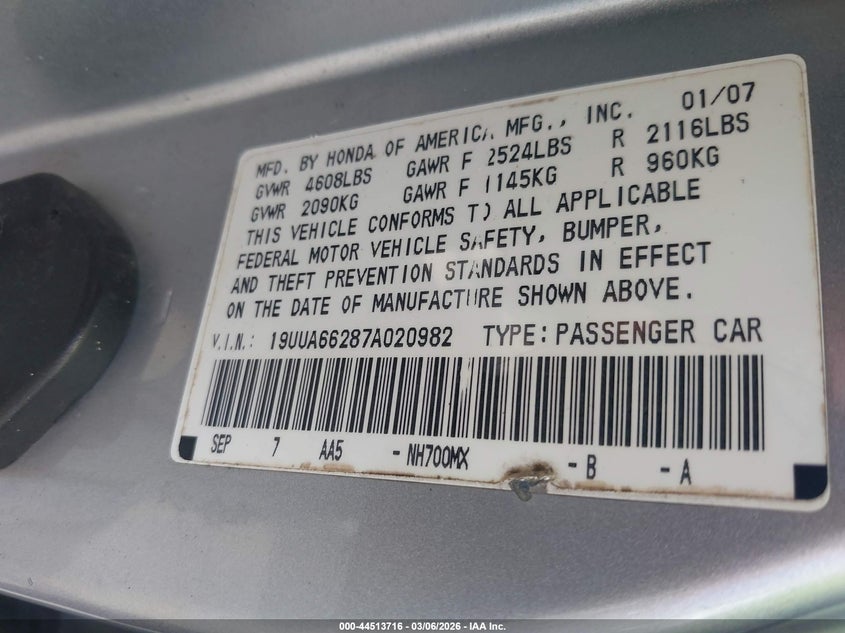 MFD. BY HONDA OF AMERICA MFG., INC. 01/07
GVWR 4608LBS GAWR F 2524LBS R 2116LBS
GVWR 2090KG GAWR F 1145KG R 960KG
THIS VEHICLE CONFORMS TO ALL APPLICABLE
FEDERAL MOTOR VEHICLE SAFETY, BUMPER,
AND THEFT PREVENTION STANDARDS IN EFFECT
ON THE DATE OF MANUFACTURE SHOWN ABOVE.
V.I.N.: 19UUA66287A020982 TYPE: PASSENGER CAR
SEP 7 AA5 -NH700MX -B -A
000-44513716 - 03/06/2026 - IAA Inc.